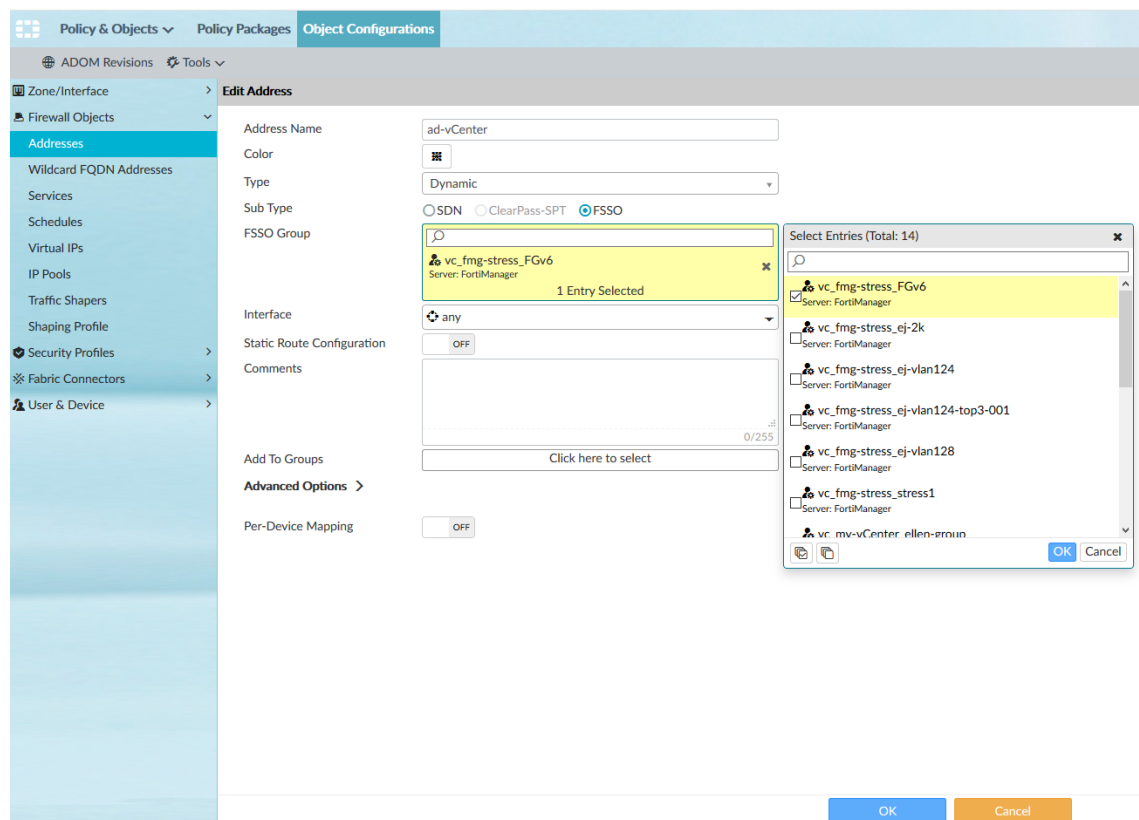 Policy & Objects Policy Packages Object Configurations
ADOM Revisions Tools
Zone/Interface
Firewall Objects
Addresses
Wildcard FQDN Addresses
Services
Schedules
Virtual IPs
IP Pools
Traffic Shapers
Shaping Profile
Security Profiles
Fabric Connectors
User & Device
Edit Address
Address Name ad-vCenter
Color
Type Dynamic
Sub Type SDN ClearPass-SPT FSSO
FSSO Group
vc_fmg-stress_FGv6
Server: FortiManager
1 Entry Selected
Interface any
Static Route Configuration OFF
Comments
0/255
Add To Groups Click here to select
Advanced Options >
Per-Device Mapping OFF
Select Entries (Total: 14)
vc_fmg-stress_FGv6
Server: FortiManager
vc_fmg-stress_ej-2k
Server: FortiManager
vc_fmg-stress_ej-vlan124
Server: FortiManager
vc_fmg-stress_ej-vlan124-top3-001
Server: FortiManager
vc_fmg-stress_ej-vlan128
Server: FortiManager
vc_fmg-stress_stress1
Server: FortiManager
vc_my-vCenter_ellen-group
OK Cancel
OK Cancel